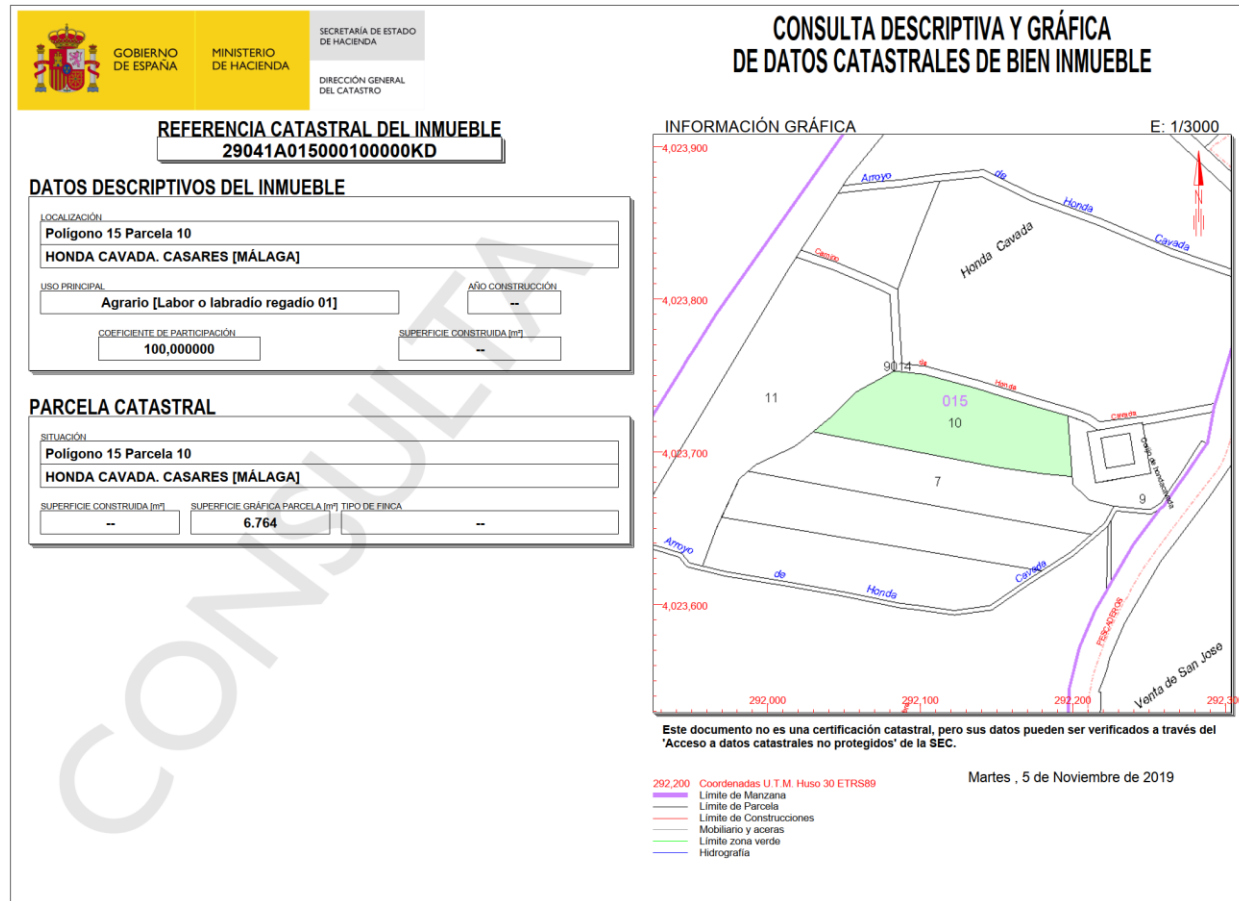 GOBIERNO
DE ESPAÑA
MINISTERIO
DE HACIENDA
SECRETARÍA DE ESTADO
DE HACIENDA
DIRECCIÓN GENERAL
DEL CATASTRO
CONSULTA DESCRIPTIVA Y GRÁFICA
DE DATOS CATASTRALES DE BIEN INMUEBLE
REFERENCIA CATASTRAL DEL INMUEBLE
29041A015000100000KD
DATOS DESCRIPTIVOS DEL INMUEBLE
LOCALIZACIÓN
Polígono 15 Parcela 10
HONDA CAVADA. CASARES [MÁLAGA]
USO PRINCIPAL
Agrario [Labor o labradío regadío 01]
AÑO CONSTRUCCIÓN
--
COEFICIENTE DE PARTICIPACIÓN
100,000000
SUPERFICIE CONSTRUIDA [m²]
--
PARCELA CATASTRAL
SITUACIÓN
Polígono 15 Parcela 10
HONDA CAVADA. CASARES [MÁLAGA]
SUPERFICIE CONSTRUIDA [m²]
--
SUPERFICIE GRÁFICA PARCELA [m²]
6.764
TIPO DE FINCA
--
CONSULTA
INFORMACIÓN GRÁFICA
E: 1/3000
4,023,900
Arroyo de Honda Cavada
N
Honda Cavada
Camino de Honda Cavada
4,023,800
9014
11
015
10
4,023,700
7
9
Arroyo de Honda Cavada
4,023,600
PESCADEROS
Venta de San Jose
292,000
292,100
292,200
292,30
Este documento no es una certificación catastral, pero sus datos pueden ser verificados a través del
'Acceso a datos catastrales no protegidos' de la SEC.
292,200 Coordenadas U.T.M. Huso 30 ETRS89
Límite de Manzana
Límite de Parcela
Límite de Construcciones
Mobiliario y aceras
Límite zona verde
Hidrografía
Martes , 5 de Noviembre de 2019